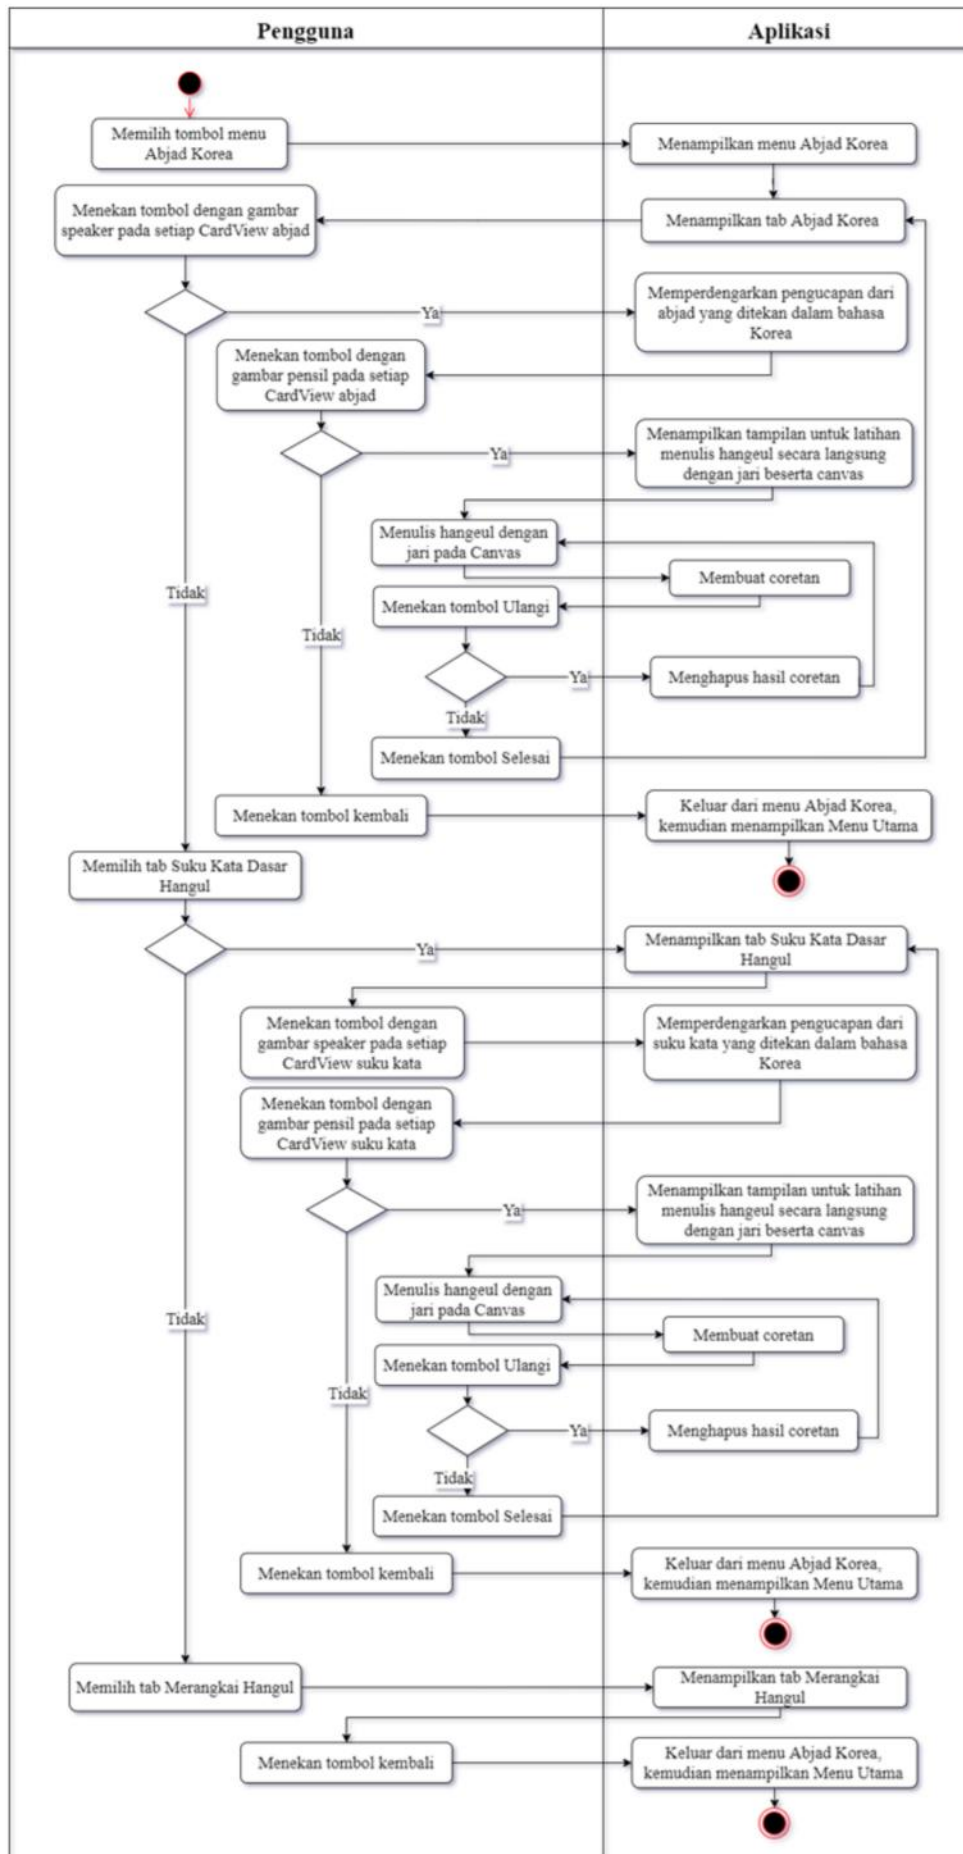 Pengguna
Aplikasi
Memilih tombol menu
Abjad Korea
Menampilkan menu Abjad Korea
Menampilkan tab Abjad Korea
Menekan tombol dengan gambar
speaker pada setiap CardView abjad
Ya
Memperdengarkan pengucapan dari
abjad yang ditekan dalam bahasa
Korea
Menekan tombol dengan
gambar pensil pada setiap
CardView abjad
Ya
Menampilkan tampilan untuk latihan
menulis hangeul secara langsung
dengan jari beserta canvas
Menulis hangeul dengan
jari pada Canvas
Membuat coretan
Tidak
Menekan tombol Ulangi
Tidak
Ya
Menghapus hasil coretan
Tidak
Menekan tombol Selesai
Menekan tombol kembali
Keluar dari menu Abjad Korea,
kemudian menampilkan Menu Utama
Memilih tab Suku Kata Dasar
Hangul
Ya
Menampilkan tab Suku Kata Dasar
Hangul
Menekan tombol dengan
gambar speaker pada setiap
CardView suku kata
Memperdengarkan pengucapan dari
suku kata yang ditekan dalam bahasa
Korea
Menekan tombol dengan
gambar pensil pada setiap
CardView suku kata
Ya
Menampilkan tampilan untuk latihan
menulis hangeul secara langsung
dengan jari beserta canvas
Menulis hangeul dengan
jari pada Canvas
Tidak
Membuat coretan
Menekan tombol Ulangi
Tidak
Ya
Menghapus hasil coretan
Tidak
Menekan tombol Selesai
Menekan tombol kembali
Keluar dari menu Abjad Korea,
kemudian menampilkan Menu Utama
Memilih tab Merangkai Hangul
Menampilkan tab Merangkai
Hangul
Menekan tombol kembali
Keluar dari menu Abjad Korea,
kemudian menampilkan Menu Utama